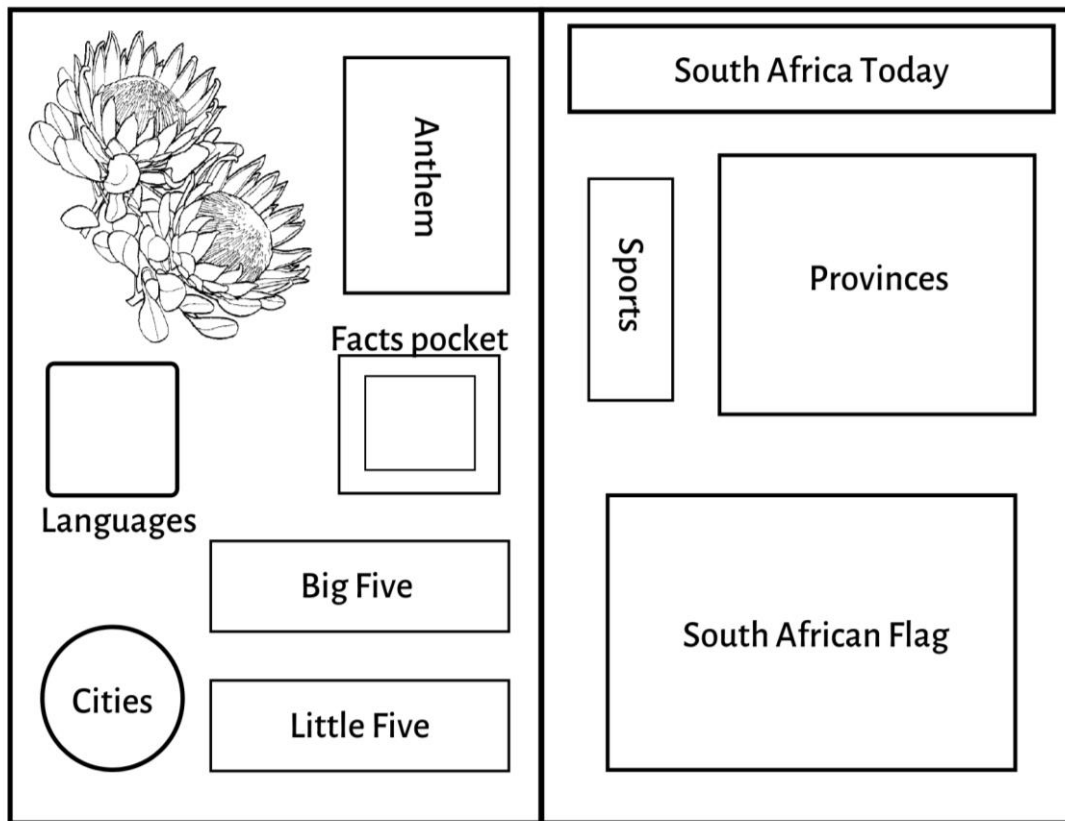 Anthem
Facts pocket
Languages
Big Five
Cities
Little Five
South Africa Today
Sports
Provinces
South African Flag